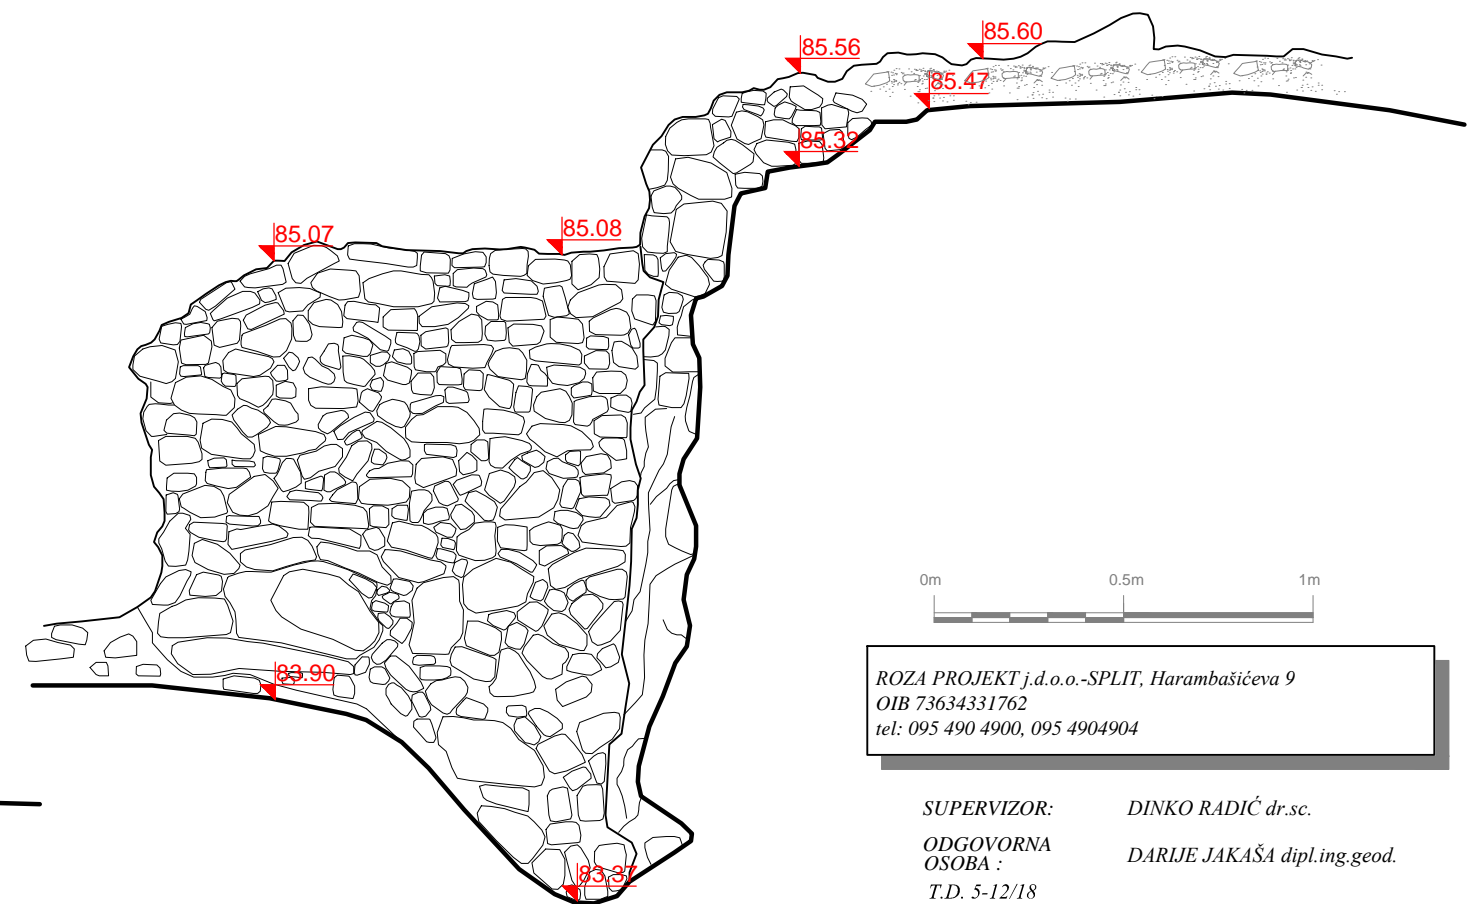 85.60
85.56
85.47
85.32
85.07
85.08
83.90
83.37
0m 0.5m 1m
ROZA PROJEKT j.d.o.o.-SPLIT, Harambašićeva 9
OIB 73634331762
tel: 095 490 4900, 095 4904904
SUPERVIZOR: DINKO RADIĆ dr.sc.
ODGOVORNA
OSOBA : DARIJE JAKAŠA dipl.ing.geod.
T.D. 5-12/18